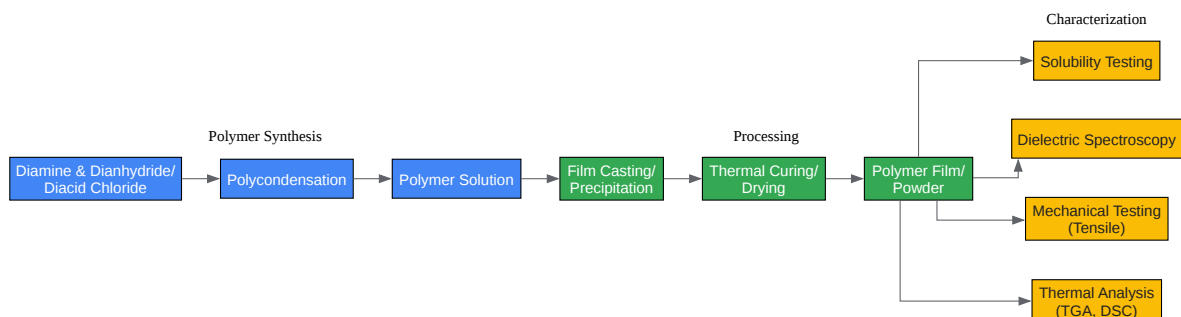 Characterization
Solubility Testing
Polymer Synthesis
Processing
Dielectric Spectroscopy
Diamine & Dianhydride/
Diacid Chloride
Polycondensation
Polymer Solution
Film Casting/
Precipitation
Thermal Curing/
Drying
Polymer Film/
Powder
Mechanical Testing
(Tensile)
Thermal Analysis
(TGA, DSC)